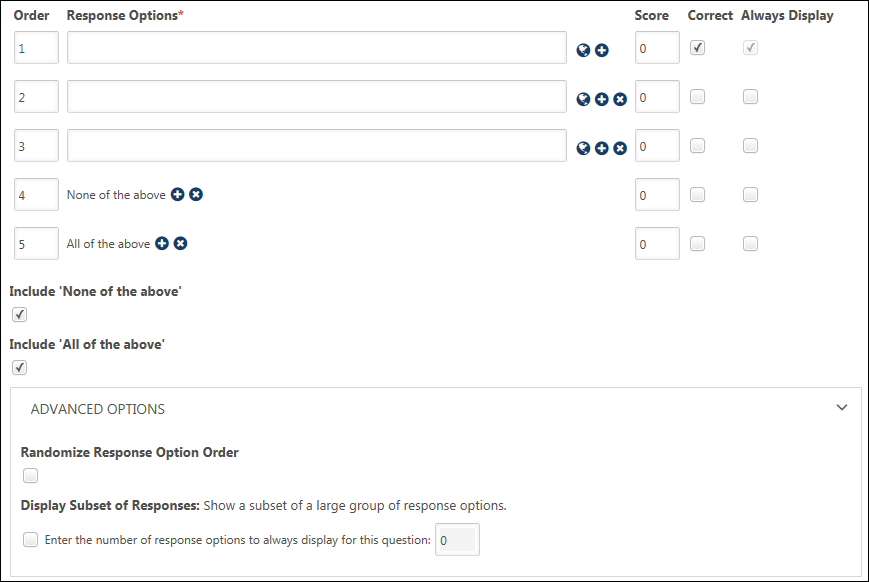 Order Response Options* Score Correct Always Display
1 0
2 0
3 0
4 None of the above 0
5 All of the above 0
Include 'None of the above'
Include 'All of the above'
ADVANCED OPTIONS
Randomize Response Option Order
Display Subset of Responses: Show a subset of a large group of response options.
Enter the number of response options to always display for this question: 0